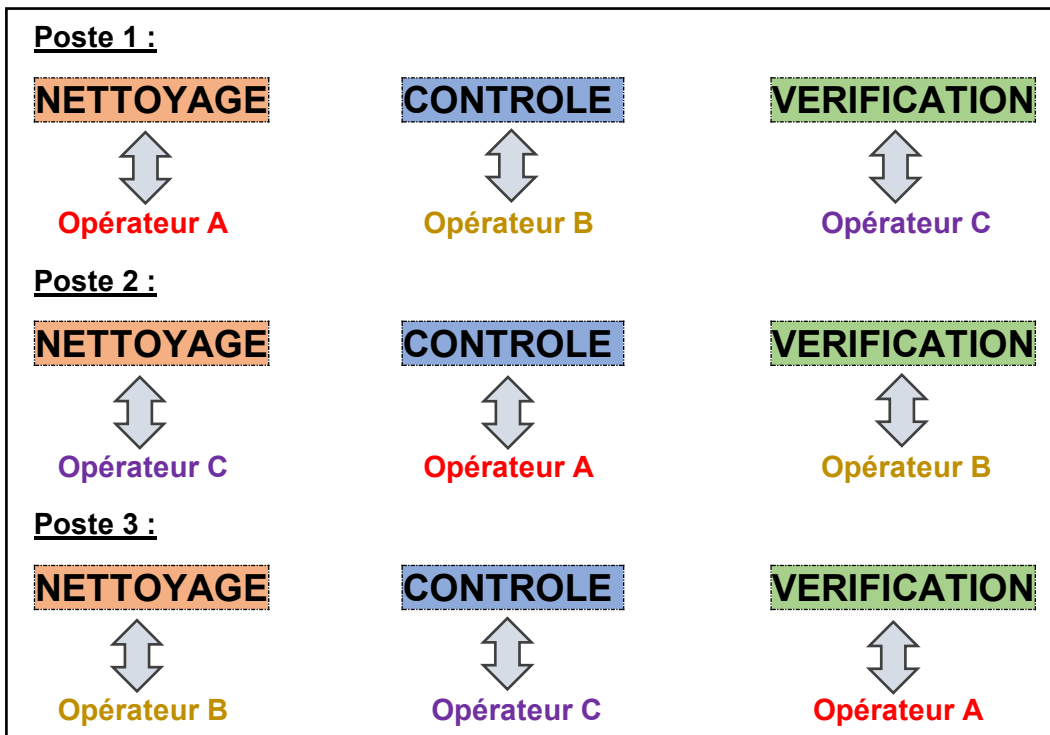 Poste 1 :
NETTOYAGE CONTROLE VERIFICATION
Opérateur A Opérateur B Opérateur C
Poste 2 :
NETTOYAGE CONTROLE VERIFICATION
Opérateur C Opérateur A Opérateur B
Poste 3 :
NETTOYAGE CONTROLE VERIFICATION
Opérateur B Opérateur C Opérateur A